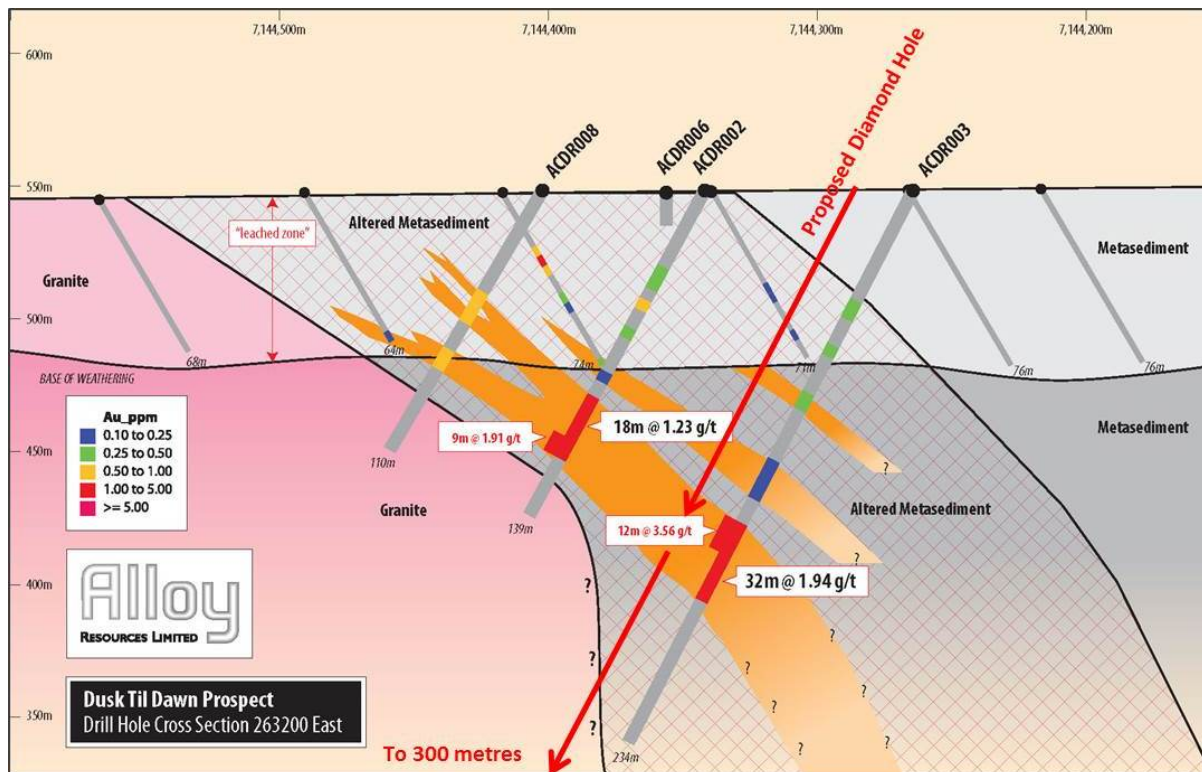 7,144,500m
7,144,400m
7,144,300m
7,144,200m
600m
550m
500m
450m
400m
350m
ACDR008
ACDR006
ACDR002
Proposed Diamond Hole
ACDR003
"leached zone"
Altered Metasediment
Metasediment
Granite
68m
64m
74m
73m
76m
76m
BASE OF WEATHERING
Au_ppm
0.10 to 0.25
0.25 to 0.50
0.50 to 1.00
1.00 to 5.00
>= 5.00
9m @ 1.91 g/t
18m @ 1.23 g/t
Metasediment
110m
139m
Granite
12m @ 3.56 g/t
Altered Metasediment
32m @ 1.94 g/t
?
?
?
?
?
?
?
?
?
?
?
Alloy
RESOURCES LIMITED
Dusk Til Dawn Prospect
Drill Hole Cross Section 263200 East
To 300 metres
234m